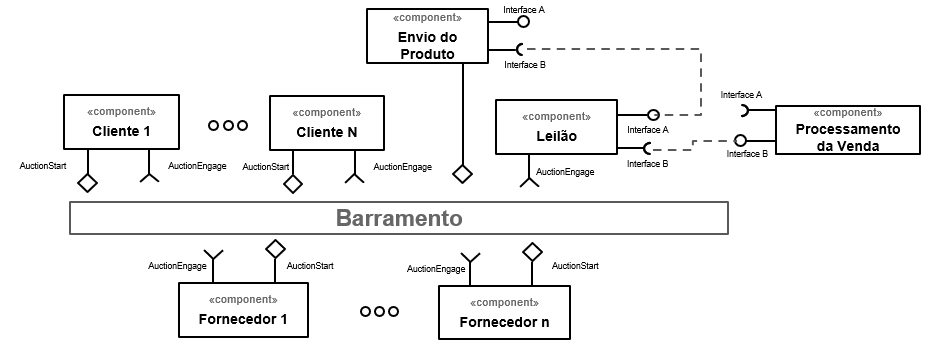 «component»
Envio do
Produto
Interface A
Interface B
«component»
Cliente 1
AuctionStart
AuctionEngage
«component»
Cliente N
AuctionStart
AuctionEngage
«component»
Leilão
Interface A
Interface B
AuctionEngage
Interface A
Interface B
«component»
Processamento
da Venda
Barramento
AuctionEngage
AuctionStart
«component»
Fornecedor 1
AuctionEngage
AuctionStart
«component»
Fornecedor n